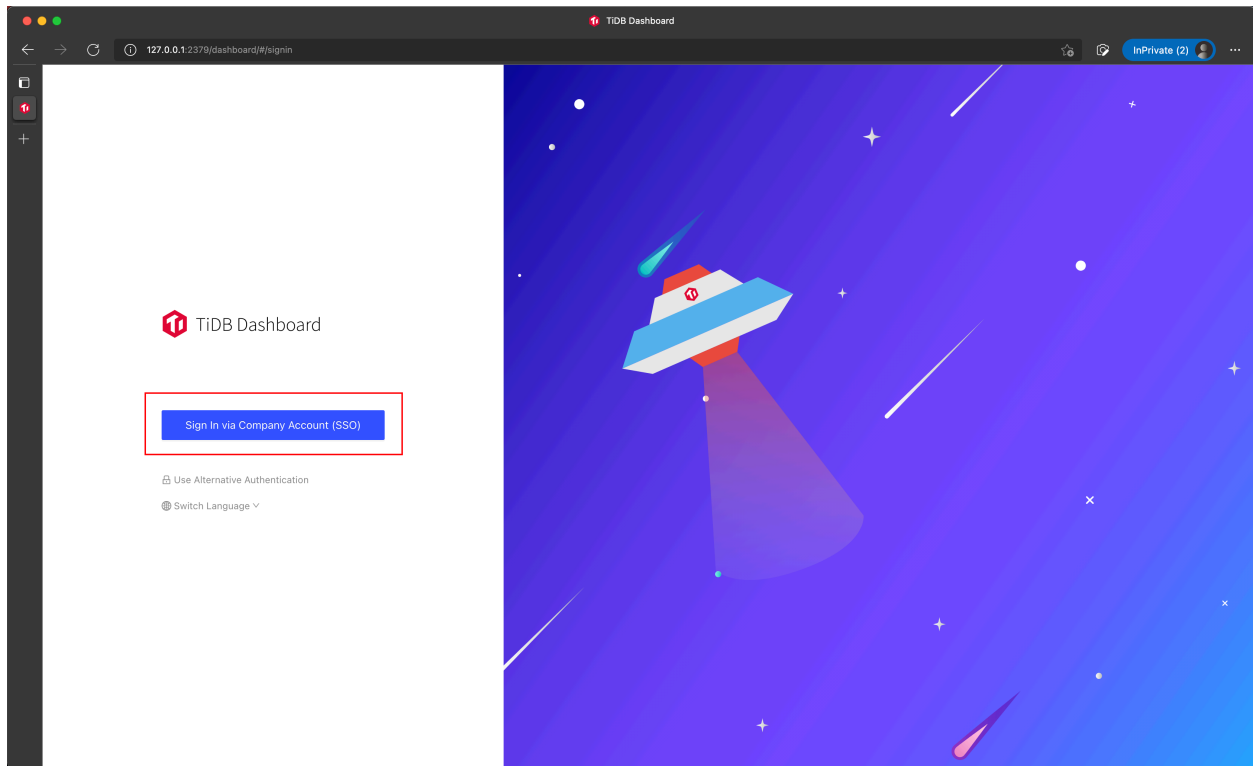 TiDB Dashboard
127.0.0.1:2379/dashboard/#/signin
InPrivate (2)
TiDB Dashboard
Sign In via Company Account (SSO)
Use Alternative Authentication
Switch Language